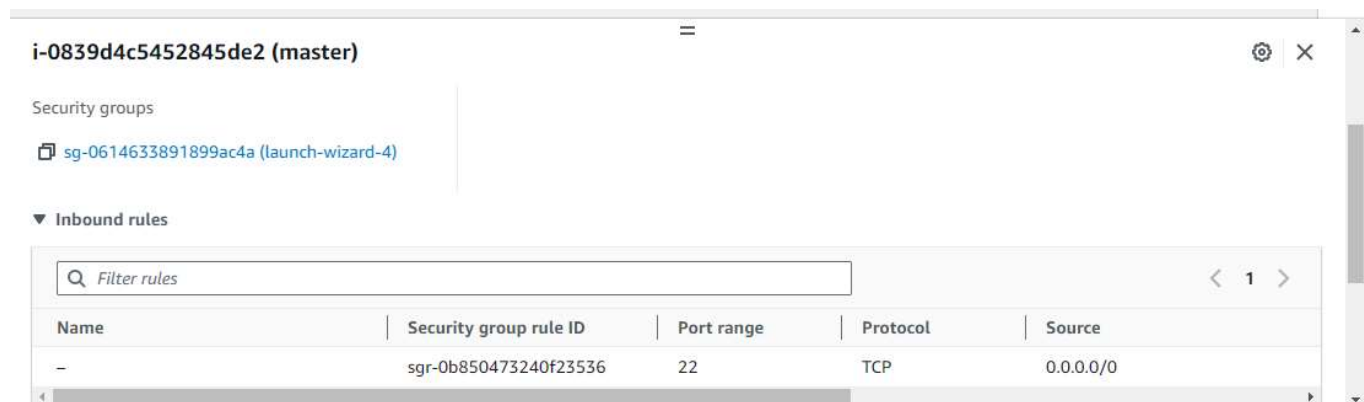 i-0839d4c5452845de2 (master)
Security groups
sg-0614633891899ac4a (launch-wizard-4)
Inbound rules
Filter rules
1
Name Security group rule ID Port range Protocol Source
– sgr-0b850473240f23536 22 TCP 0.0.0.0/0